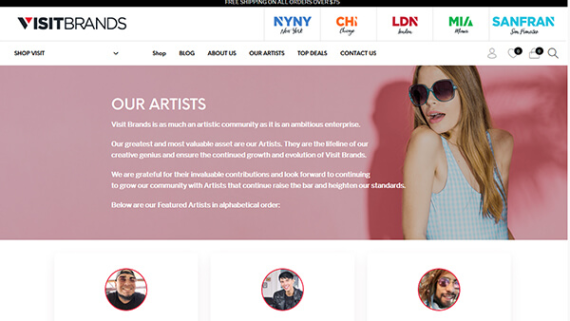 FREE SHIPPING ON ALL ORDERS OVER $75
VISITBRANDS
NYNY
New York
CHi
Chicago
LDN
London
MIA
Miami
SANFRAN
San Francisco
SHOP VISIT
Shop BLOG ABOUT US OUR ARTISTS TOP DEALS CONTACT US
0 0
OUR ARTISTS
Visit Brands is as much an artistic community as it is an ambitious enterprise.
Our greatest and most valuable asset are our Artists. They are the lifeline of our
creative genius and ensure the continued growth and evolution of Visit Brands.
We are grateful for their invaluable contributions and look forward to continuing
to grow our community with Artists that continue raise the bar and heighten our standards.
Below are our Featured Artists in alphabetical order: